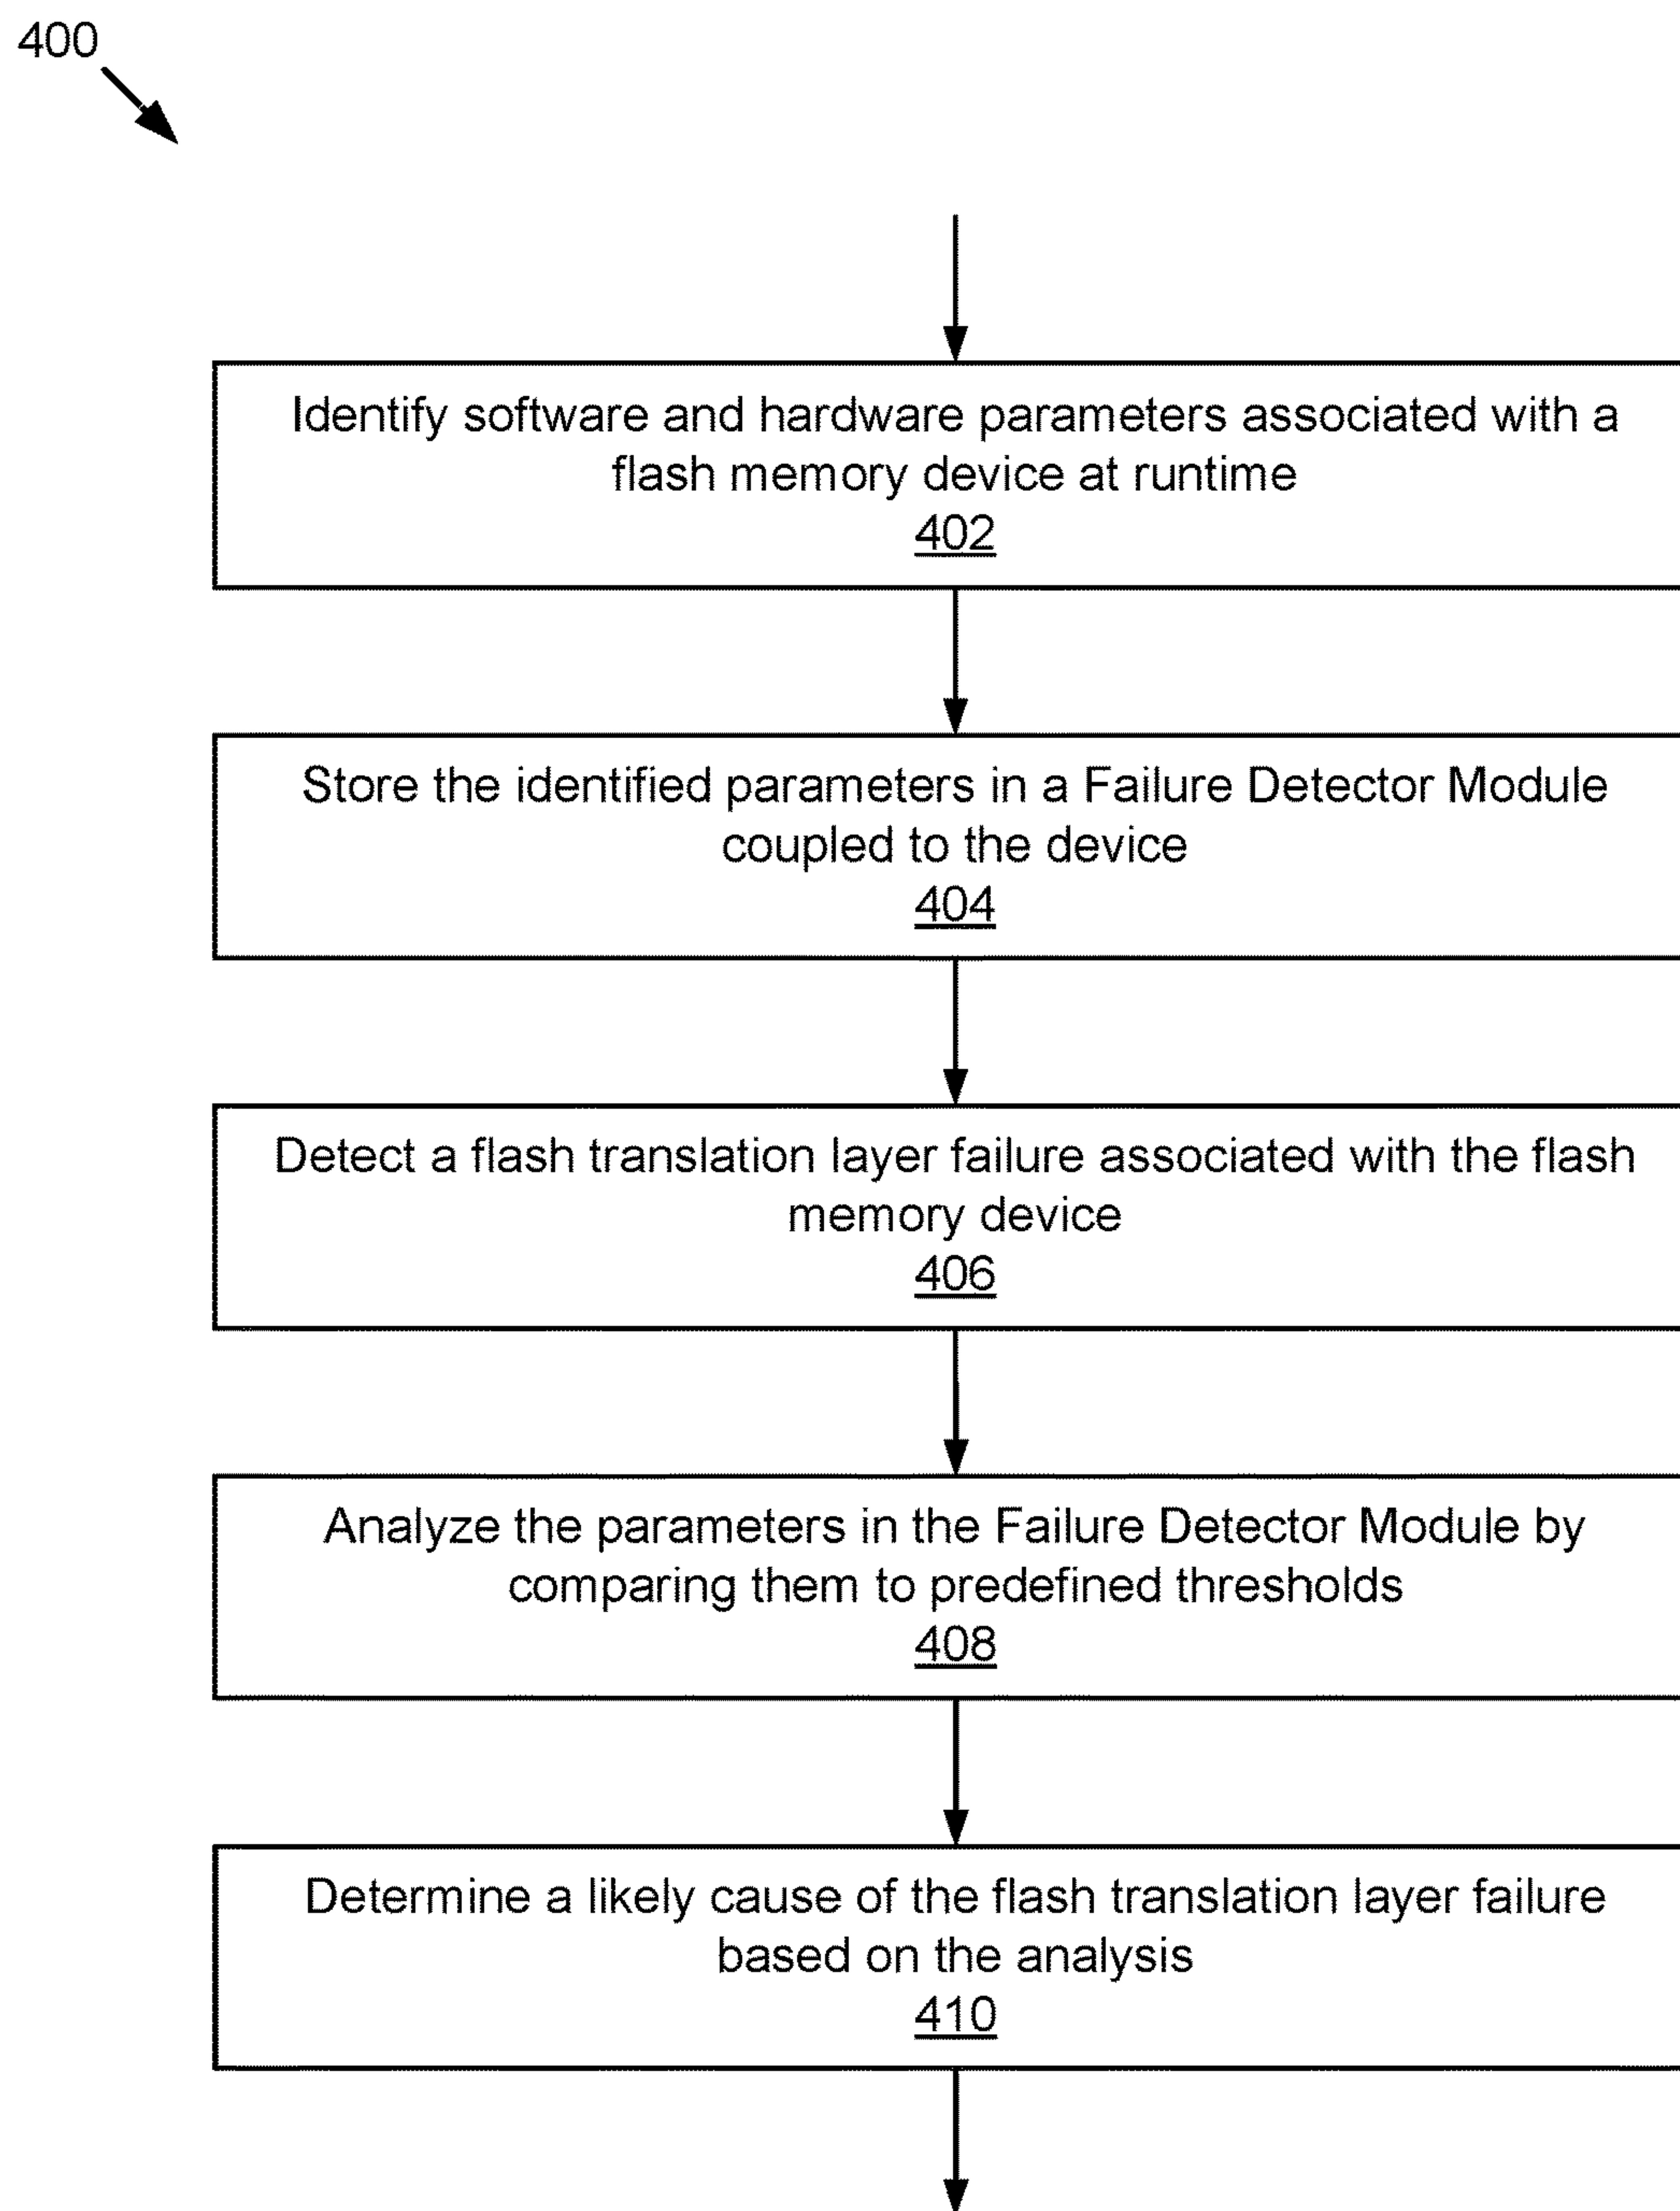 400
Identify software and hardware parameters associated with a
flash memory device at runtime
402
Store the identified parameters in a Failure Detector Module
coupled to the device
404
Detect a flash translation layer failure associated with the flash
memory device
406
Analyze the parameters in the Failure Detector Module by
comparing them to predefined thresholds
408
Determine a likely cause of the flash translation layer failure
based on the analysis
410